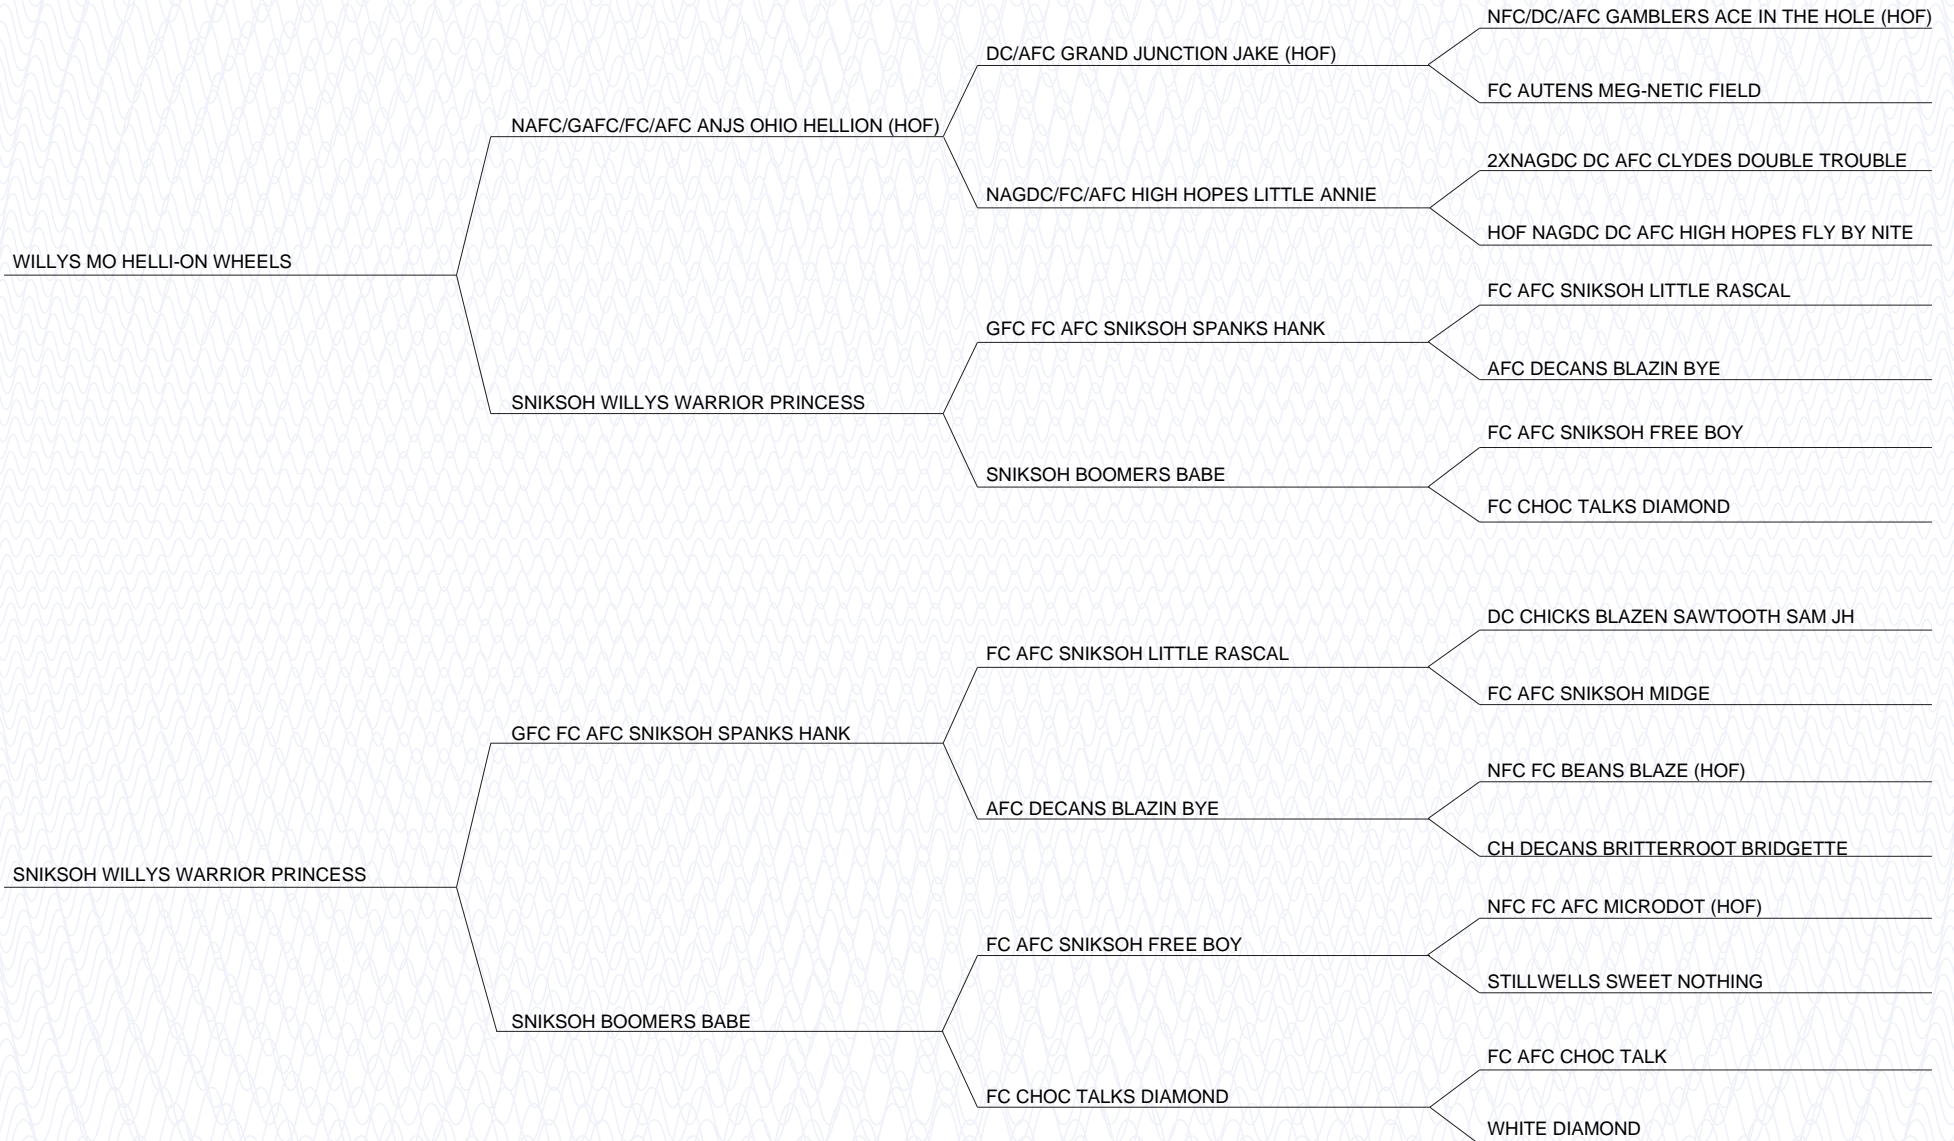 NFC/DC/AFC GAMBLERS ACE IN THE HOLE (HOF)
DC/AFC GRAND JUNCTION JAKE (HOF)
FC AUTENS MEG-NETIC FIELD
NAFC/GAFC/FC/AFC ANJS OHIO HELLION (HOF)
2XNAGDC DC AFC CLYDES DOUBLE TROUBLE
NAGDC/FC/AFC HIGH HOPES LITTLE ANNIE
HOF NAGDC DC AFC HIGH HOPES FLY BY NITE
WILLYS MO HELLI-ON WHEELS
FC AFC SNIKSOH LITTLE RASCAL
GFC FC AFC SNIKSOH SPANKS HANK
AFC DECANS BLAZIN BYE
SNIKSOH WILLYS WARRIOR PRINCESS
FC AFC SNIKSOH FREE BOY
SNIKSOH BOOMERS BABE
FC CHOC TALKS DIAMOND
DC CHICKS BLAZEN SAWTOOTH SAM JH
FC AFC SNIKSOH LITTLE RASCAL
FC AFC SNIKSOH MIDGE
GFC FC AFC SNIKSOH SPANKS HANK
NFC FC BEANS BLAZE (HOF)
AFC DECANS BLAZIN BYE
CH DECANS BRITTERROOT BRIDGETTE
SNIKSOH WILLYS WARRIOR PRINCESS
NFC FC AFC MICRODOT (HOF)
FC AFC SNIKSOH FREE BOY
STILLWELLS SWEET NOTHING
SNIKSOH BOOMERS BABE
FC AFC CHOC TALK
FC CHOC TALKS DIAMOND
WHITE DIAMOND